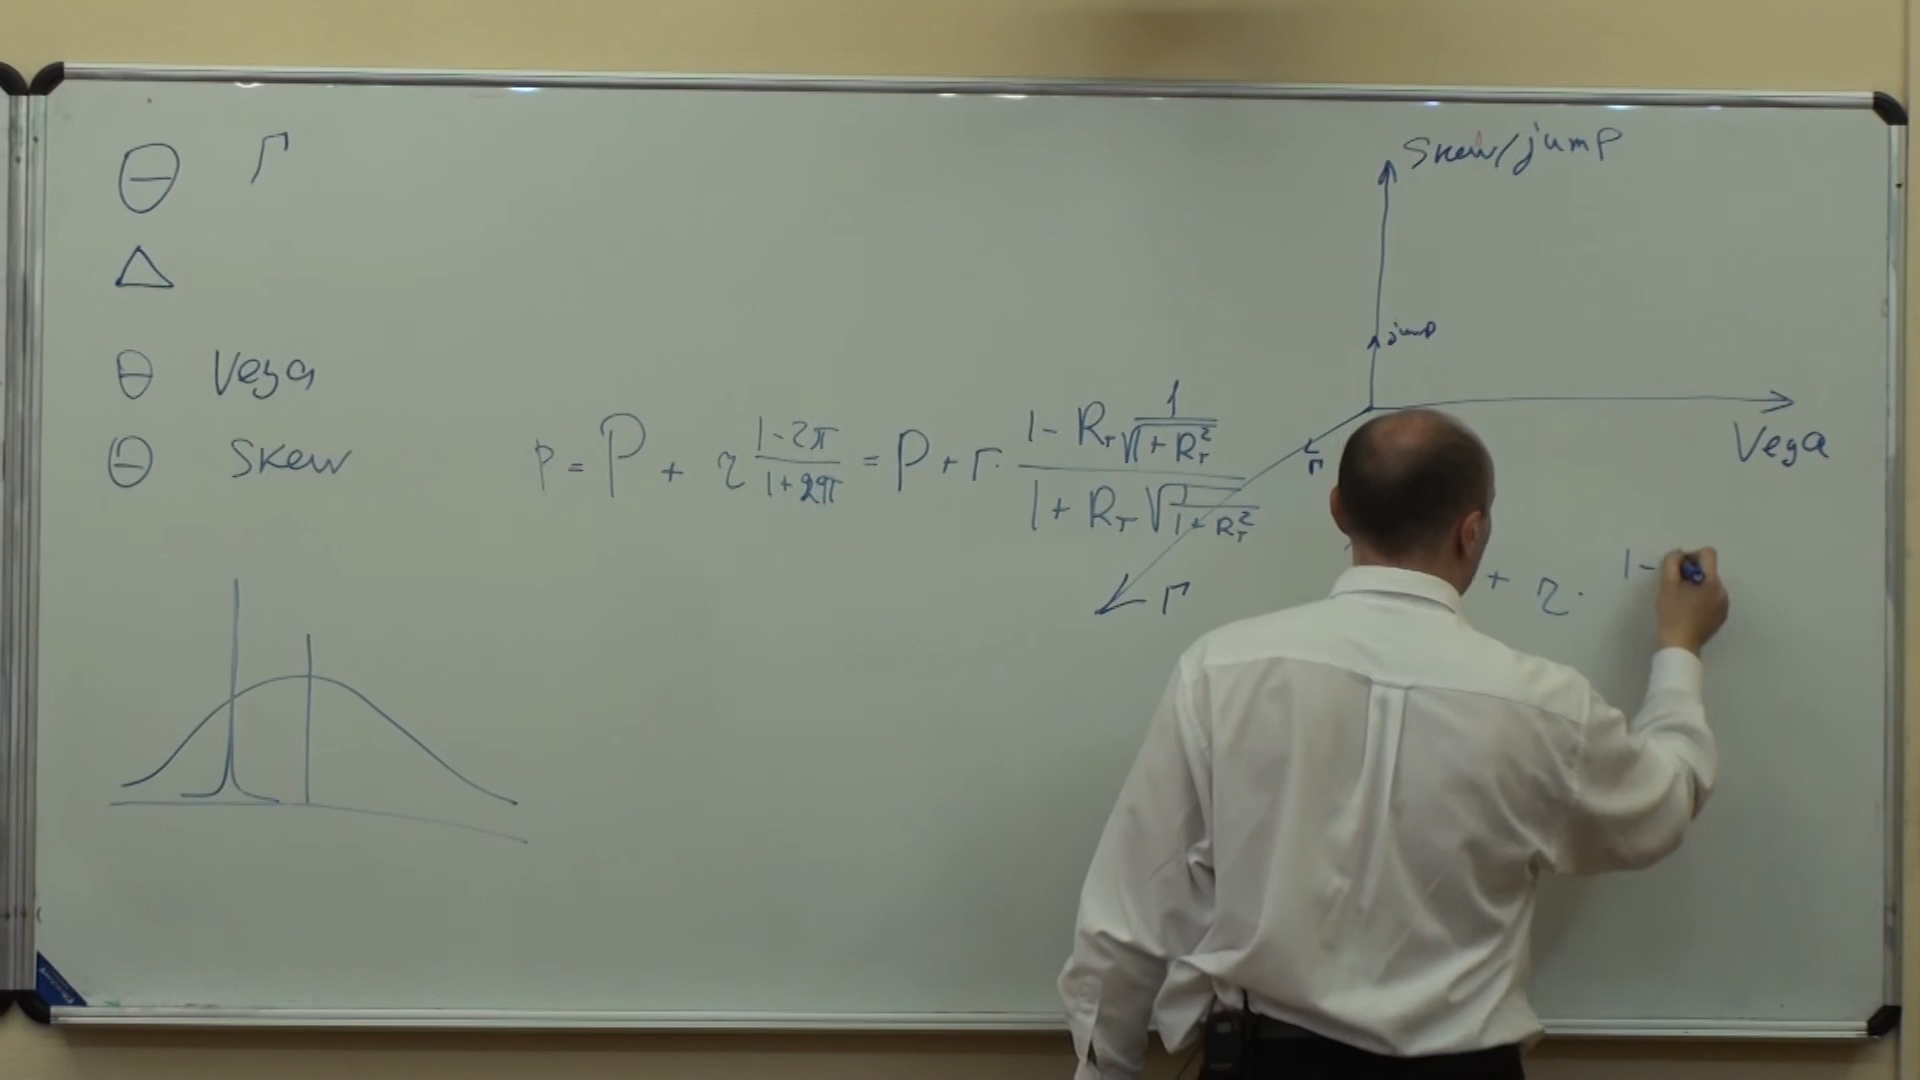 Θ Γ
Δ
Θ Vega
Θ Skew
p = P + r (1-2π)/(1+2π) = P + r · (1 - R_T √(1/(1+R_T²)))/(1 + R_T √(1/(1+R_T²)))
Skew/jump
jump
Vega
Γ
Γ
+ r · 1-